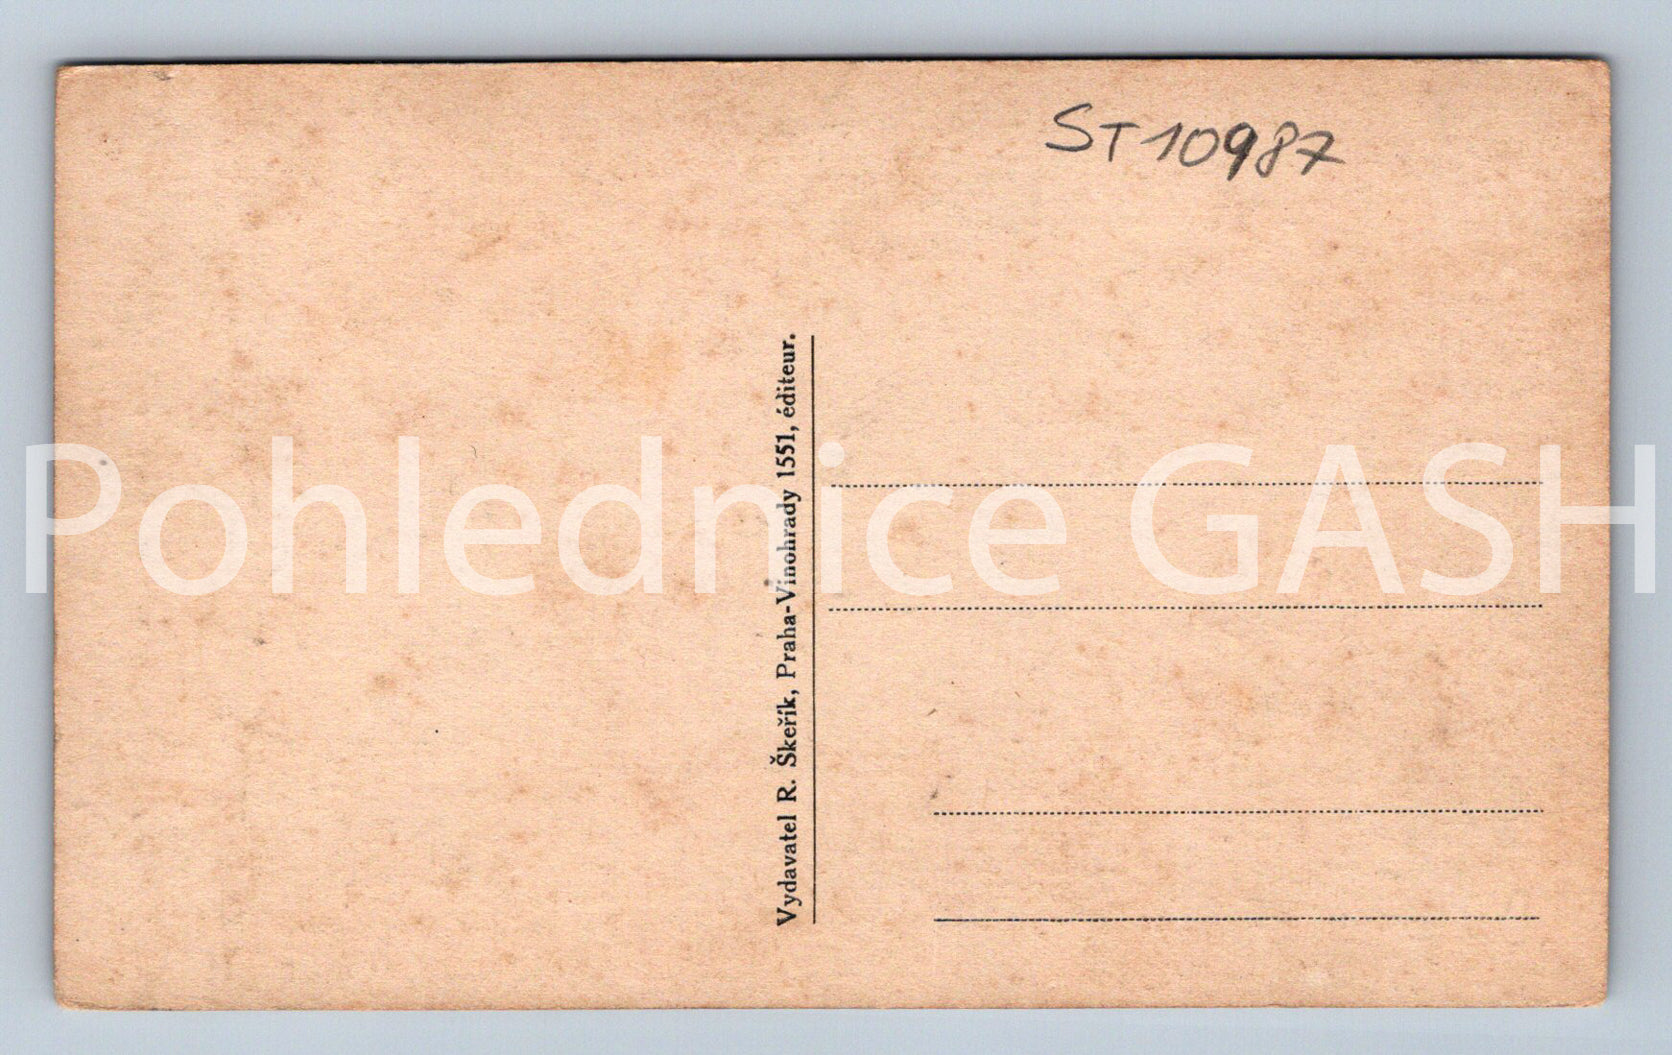 ST10987
Vydavatel R. Škeřík, Praha-Vinohrady 1551, éditeur.
Pohlednice GASH